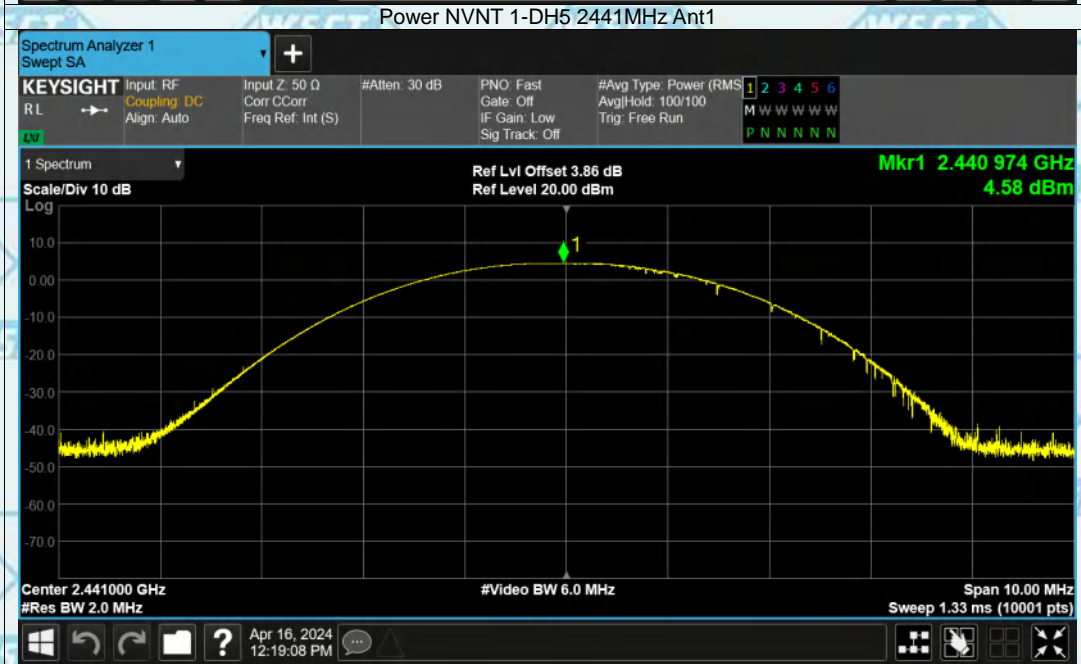 Power NVNT 1-DH5 2441MHz Ant1
Spectrum Analyzer 1
Swept SA
+
KEYSIGHT
RL
LXI
Input: RF
Coupling: DC
Align: Auto
Input Z: 50 Ω
Corr CCorr
Freq Ref: Int (S)
#Atten: 30 dB
PNO: Fast
Gate: Off
IF Gain: Low
Sig Track: Off
#Avg Type: Power (RMS
Avg|Hold: 100/100
Trig: Free Run
1 2 3 4 5 6
M W W W W W
P N N N N N
1 Spectrum
Scale/Div 10 dB
Log
Ref Lvl Offset 3.86 dB
Ref Level 20.00 dBm
Mkr1 2.440 974 GHz
4.58 dBm
1
10.0
0.00
-10.0
-20.0
-30.0
-40.0
-50.0
-60.0
-70.0
Center 2.441000 GHz
#Res BW 2.0 MHz
#Video BW 6.0 MHz
Span 10.00 MHz
Sweep 1.33 ms (10001 pts)
?
Apr 16, 2024
12:19:08 PM